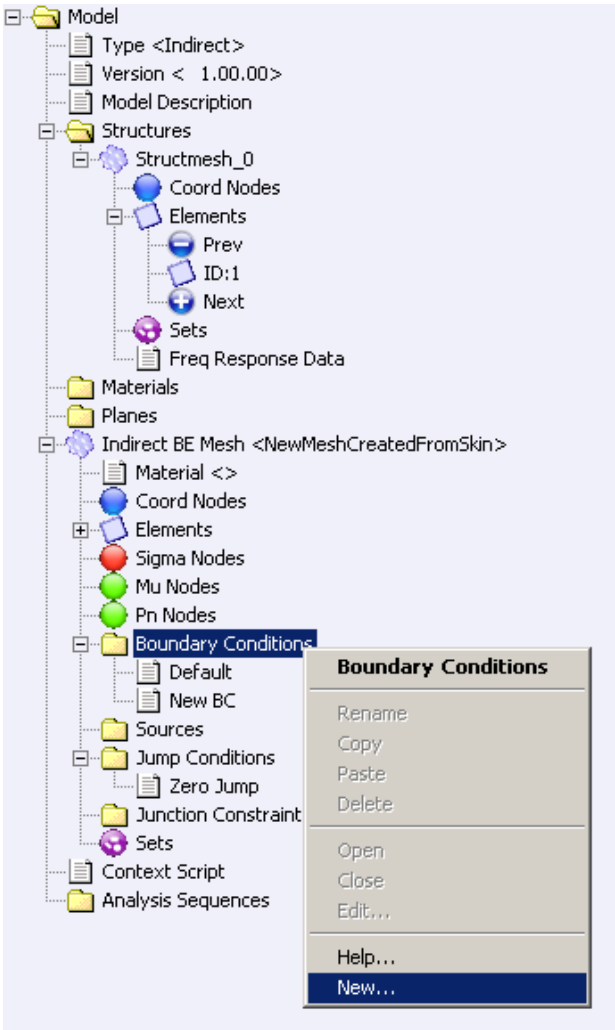 Model
Type <Indirect>
Version <  1.00.00>
Model Description
Structures
Structmesh_0
Coord Nodes
Elements
Prev
ID:1
Next
Sets
Freq Response Data
Materials
Planes
Indirect BE Mesh <NewMeshCreatedFromSkin>
Material <>
Coord Nodes
Elements
Sigma Nodes
Mu Nodes
Pn Nodes
Boundary Conditions
Default
New BC
Sources
Jump Conditions
Zero Jump
Junction Constraint
Sets
Context Script
Analysis Sequences
Boundary Conditions
Rename
Copy
Paste
Delete
Open
Close
Edit...
Help...
New...